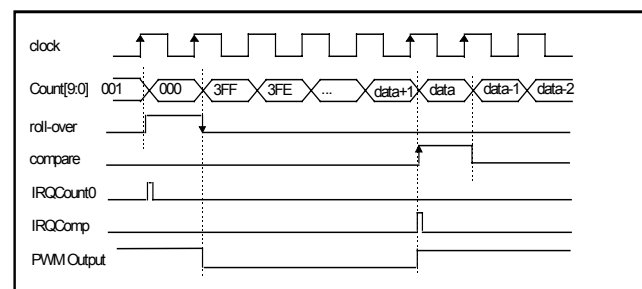 clock
Count[9:0] 001 000 3FF 3FE ... data+1 data data-1 data-2
roll-over
compare
IRQCount0
IRQComp
PWM Output